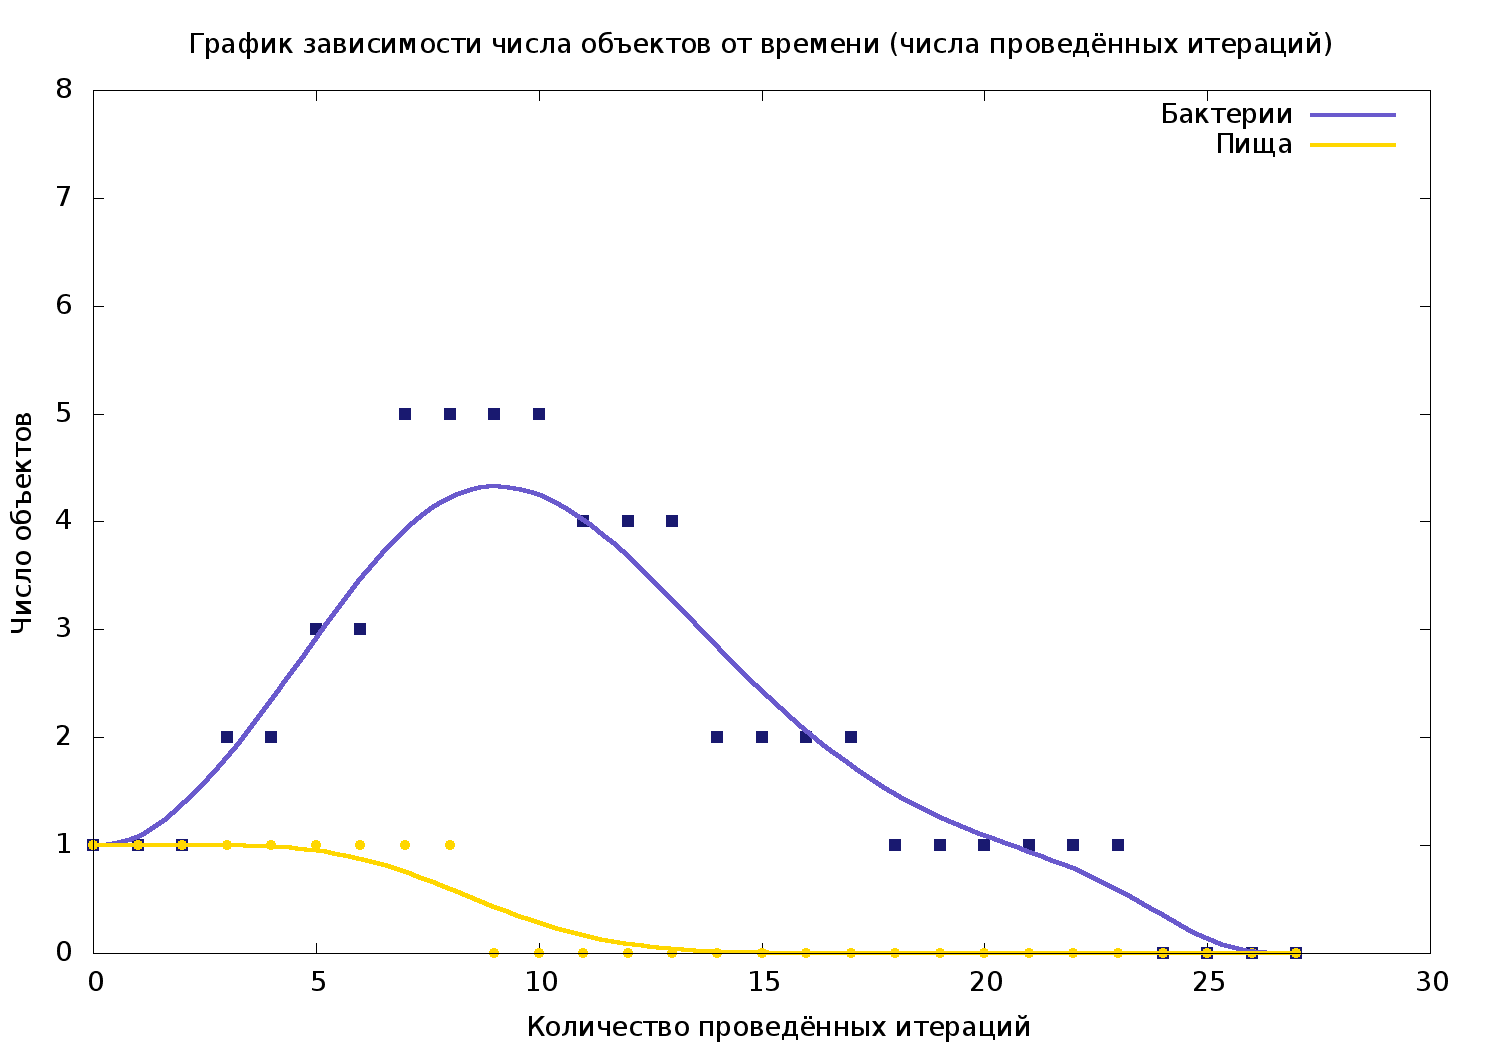 График зависимости числа объектов от времени (числа проведённых итераций)
Бактерии
Пища
8
7
6
5
4
3
2
1
0
Число объектов
0 5 10 15 20 25 30
Количество проведённых итераций